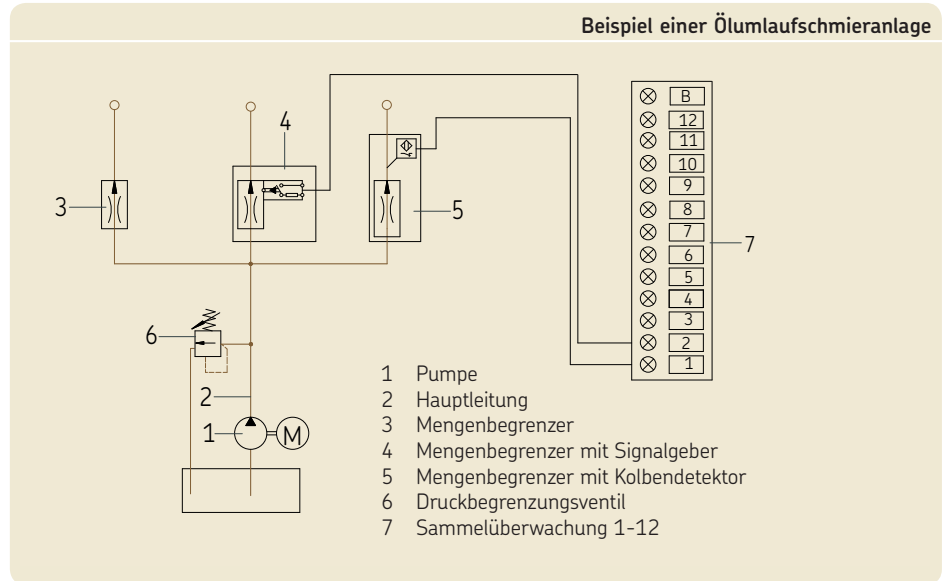 Beispiel einer Ölumlaufschmieranlage
4
3
5
6
2
1
M
B
12
11
10
9
8
7
6
5
4
3
2
1
7
1 Pumpe
2 Hauptleitung
3 Mengenbegrenzer
4 Mengenbegrenzer mit Signalgeber
5 Mengenbegrenzer mit Kolbendetektor
6 Druckbegrenzungsventil
7 Sammelüberwachung 1-12